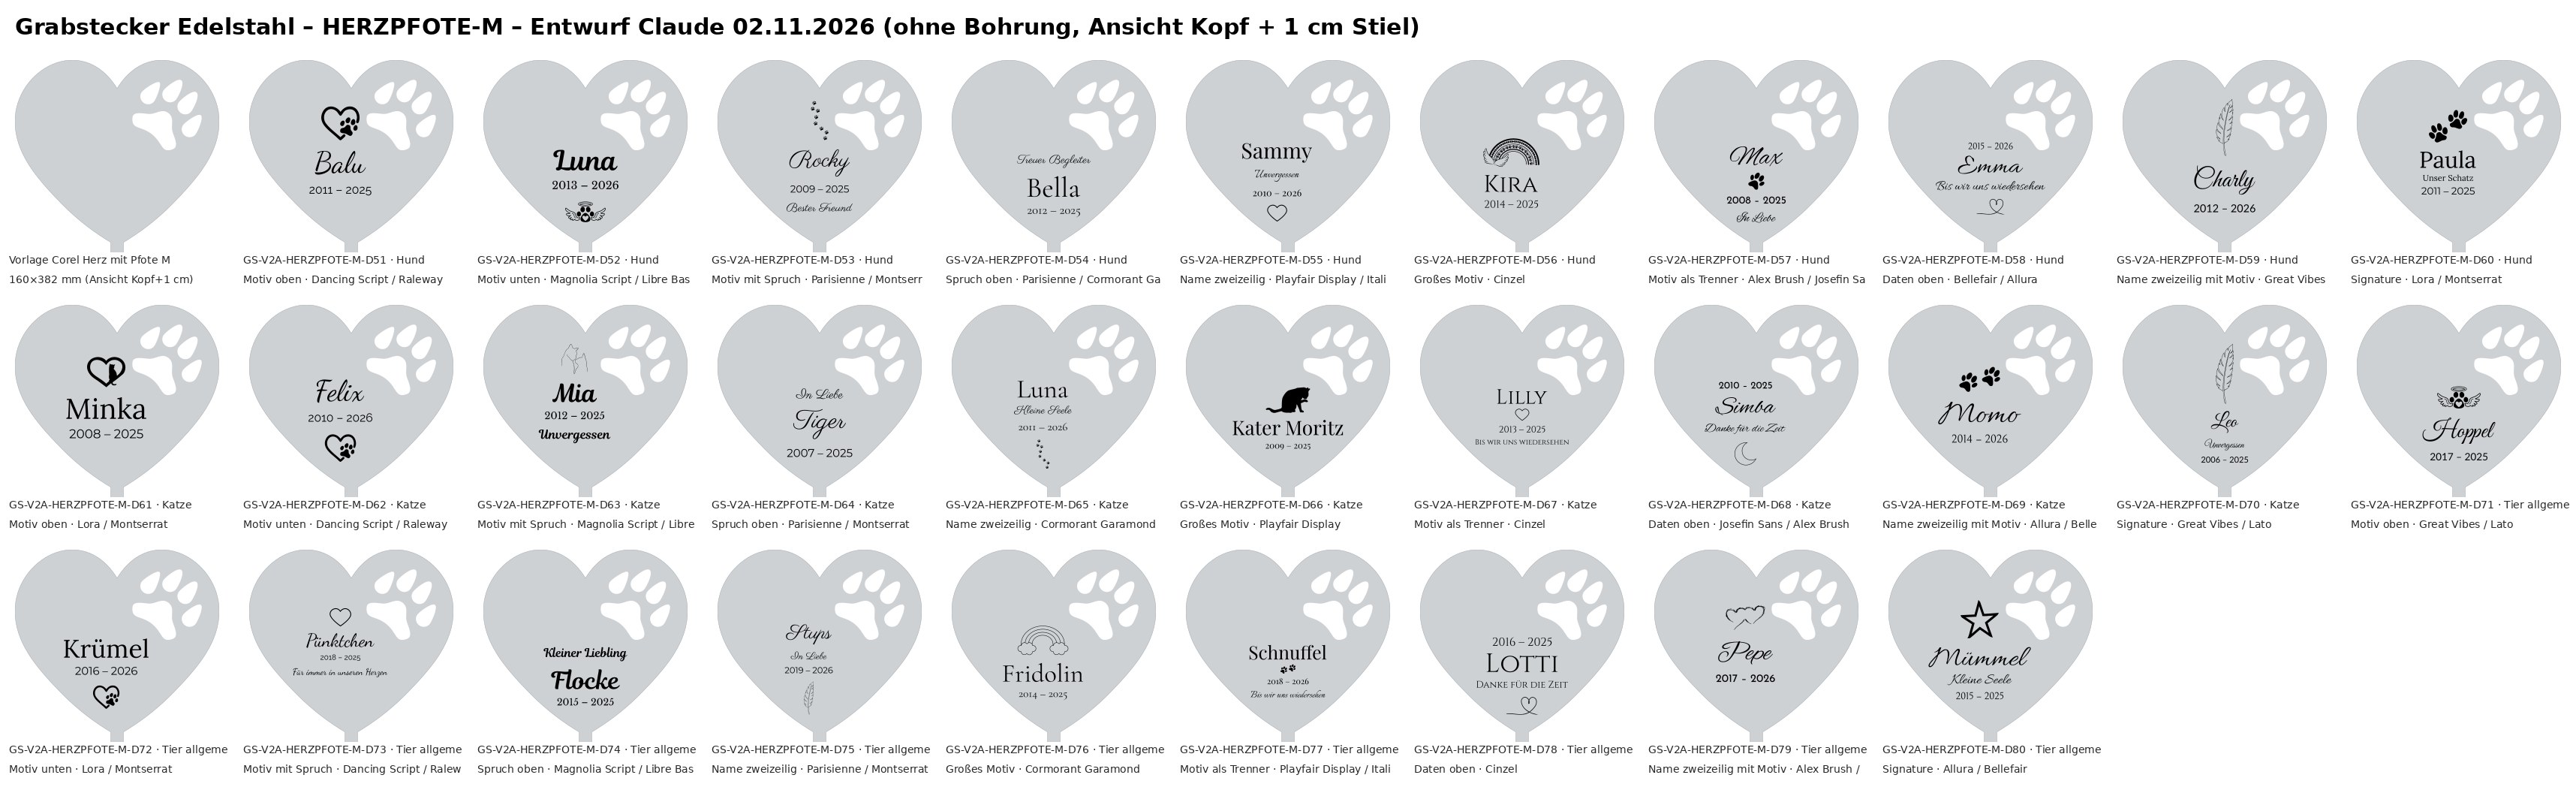 Grabstecker Edelstahl – HERZPFOTE-M – Entwurf Claude 02.11.2026 (ohne Bohrung, Ansicht Kopf + 1 cm Stiel)
Vorlage Corel Herz mit Pfote M
160×382 mm (Ansicht Kopf+1 cm)
Balu
2011 – 2025
GS-V2A-HERZPFOTE-M-D51 · Hund
Motiv oben · Dancing Script / Raleway
Luna
2013 – 2026
GS-V2A-HERZPFOTE-M-D52 · Hund
Motiv unten · Magnolia Script / Libre Bas
Rocky
2009 – 2025
Bester Freund
GS-V2A-HERZPFOTE-M-D53 · Hund
Motiv mit Spruch · Parisienne / Montserr
Treuer Begleiter
Bella
2012 – 2025
GS-V2A-HERZPFOTE-M-D54 · Hund
Spruch oben · Parisienne / Cormorant Ga
Sammy
Unvergessen
2010 – 2026
GS-V2A-HERZPFOTE-M-D55 · Hund
Name zweizeilig · Playfair Display / Itali
KIRA
2014 – 2025
GS-V2A-HERZPFOTE-M-D56 · Hund
Großes Motiv · Cinzel
Max
2008 – 2025
In Liebe
GS-V2A-HERZPFOTE-M-D57 · Hund
Motiv als Trenner · Alex Brush / Josefin Sa
2015 – 2026
Emma
Bis wir uns wiedersehen
GS-V2A-HERZPFOTE-M-D58 · Hund
Daten oben · Bellefair / Allura
Charly
2012 – 2026
GS-V2A-HERZPFOTE-M-D59 · Hund
Name zweizeilig mit Motiv · Great Vibes
Paula
Unser Schatz
2011 – 2025
GS-V2A-HERZPFOTE-M-D60 · Hund
Signature · Lora / Montserrat
Minka
2008 – 2025
GS-V2A-HERZPFOTE-M-D61 · Katze
Motiv oben · Lora / Montserrat
Felix
2010 – 2026
GS-V2A-HERZPFOTE-M-D62 · Katze
Motiv unten · Dancing Script / Raleway
Mia
2012 – 2025
Unvergessen
GS-V2A-HERZPFOTE-M-D63 · Katze
Motiv mit Spruch · Magnolia Script / Libre
In Liebe
Tiger
2007 – 2025
GS-V2A-HERZPFOTE-M-D64 · Katze
Spruch oben · Parisienne / Montserrat
Luna
Kleine Seele
2011 – 2026
GS-V2A-HERZPFOTE-M-D65 · Katze
Name zweizeilig · Cormorant Garamond
Kater Moritz
2009 – 2025
GS-V2A-HERZPFOTE-M-D66 · Katze
Großes Motiv · Playfair Display
LILLY
2013 – 2025
BIS WIR UNS WIEDERSEHEN
GS-V2A-HERZPFOTE-M-D67 · Katze
Motiv als Trenner · Cinzel
2010 – 2025
Simba
Danke für die Zeit
GS-V2A-HERZPFOTE-M-D68 · Katze
Daten oben · Josefin Sans / Alex Brush
Momo
2014 – 2026
GS-V2A-HERZPFOTE-M-D69 · Katze
Name zweizeilig mit Motiv · Allura / Belle
Leo
Unvergessen
2006 – 2025
GS-V2A-HERZPFOTE-M-D70 · Katze
Signature · Great Vibes / Lato
Hoppel
2017 – 2025
GS-V2A-HERZPFOTE-M-D71 · Tier allgeme
Motiv oben · Great Vibes / Lato
Krümel
2016 – 2026
GS-V2A-HERZPFOTE-M-D72 · Tier allgeme
Motiv unten · Lora / Montserrat
Pünktchen
2018 – 2025
Für immer in unseren Herzen
GS-V2A-HERZPFOTE-M-D73 · Tier allgeme
Motiv mit Spruch · Dancing Script / Ralew
Kleiner Liebling
Flocke
2015 – 2025
GS-V2A-HERZPFOTE-M-D74 · Tier allgeme
Spruch oben · Magnolia Script / Libre Bas
Stups
In Liebe
2019 – 2026
GS-V2A-HERZPFOTE-M-D75 · Tier allgeme
Name zweizeilig · Parisienne / Montserrat
Fridolin
2014 – 2025
GS-V2A-HERZPFOTE-M-D76 · Tier allgeme
Großes Motiv · Cormorant Garamond
Schnuffel
2018 – 2026
Bis wir uns wiedersehen
GS-V2A-HERZPFOTE-M-D77 · Tier allgeme
Motiv als Trenner · Playfair Display / Itali
2016 – 2025
LOTTI
DANKE FÜR DIE ZEIT
GS-V2A-HERZPFOTE-M-D78 · Tier allgeme
Daten oben · Cinzel
Pepe
2017 – 2026
GS-V2A-HERZPFOTE-M-D79 · Tier allgeme
Name zweizeilig mit Motiv · Alex Brush /
Mümmel
Kleine Seele
2015 – 2025
GS-V2A-HERZPFOTE-M-D80 · Tier allgeme
Signature · Allura / Bellefair